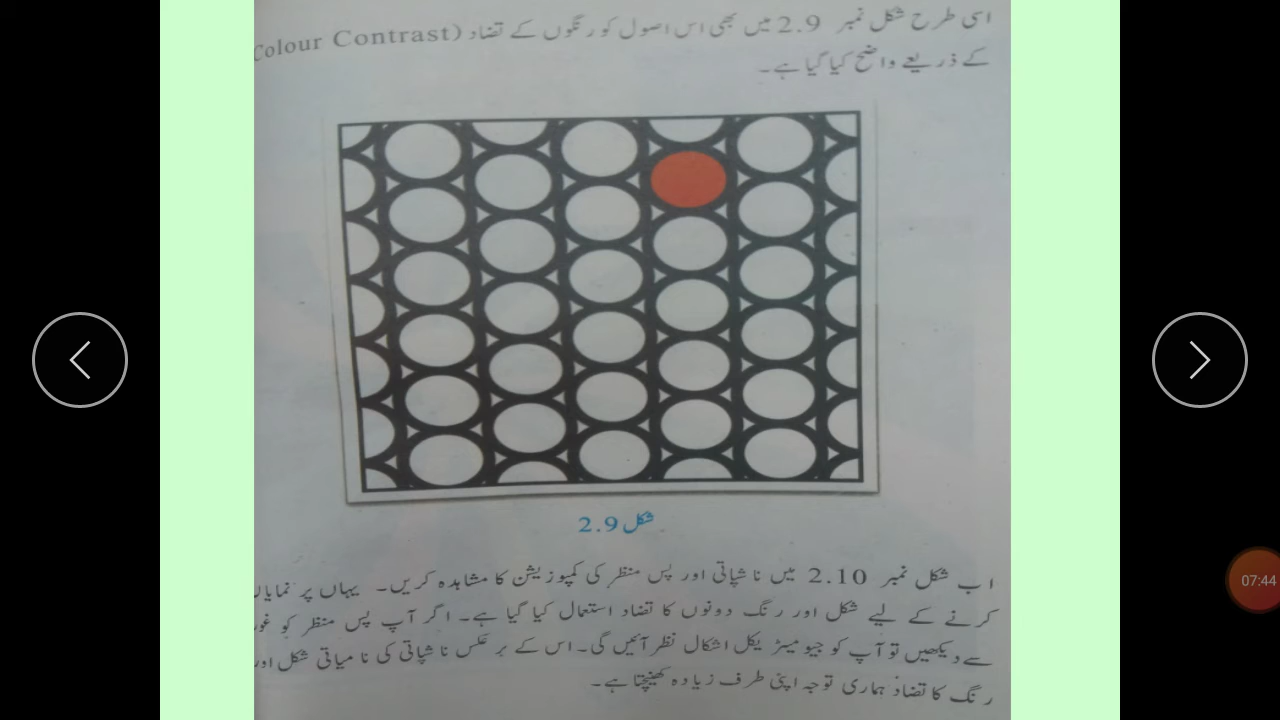 اسی طرح شکل نمبر 2.9 میں بھی اس اصول کو رنگوں کے تضاد (Colour Contrast)
کے ذریعے واضح کیا گیا ہے۔
شکل 2.9
اب شکل نمبر 2.10 میں ناشپاتی اور پس منظر کی کمپوزیشن کا مشاہدہ کریں۔ یہاں پر نمایاں
کرنے کے لیے شکل اور رنگ دونوں کا تضاد استعمال کیا گیا ہے۔ اگر آپ پس منظر کو غور
سے دیکھیں تو آپ کو جیومیٹریکل اشکال نظر آئیں گی۔ اس کے برعکس ناشپاتی کی نامیاتی شکل اور
رنگ کا تضاد ہماری توجہ اپنی طرف زیادہ کھینچتا ہے۔
07:44